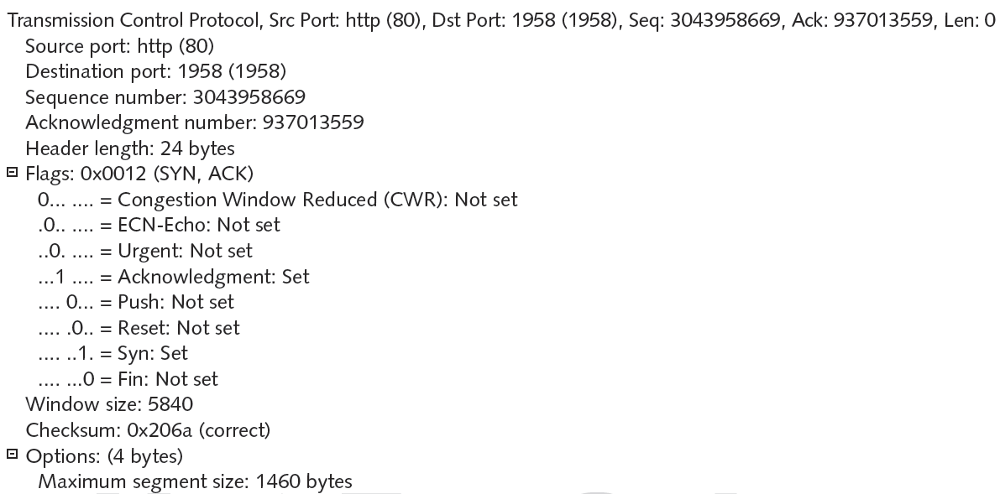 Transmission Control Protocol, Src Port: http (80), Dst Port: 1958 (1958), Seq: 3043958669, Ack: 937013559, Len: 0
Source port: http (80)
Destination port: 1958 (1958)
Sequence number: 3043958669
Acknowledgment number: 937013559
Header length: 24 bytes
Flags: 0x0012 (SYN, ACK)
0... .... = Congestion Window Reduced (CWR): Not set
.0.. .... = ECN-Echo: Not set
..0. .... = Urgent: Not set
...1 .... = Acknowledgment: Set
.... 0... = Push: Not set
.... .0.. = Reset: Not set
.... ..1. = Syn: Set
.... ...0 = Fin: Not set
Window size: 5840
Checksum: 0x206a (correct)
Options: (4 bytes)
Maximum segment size: 1460 bytes